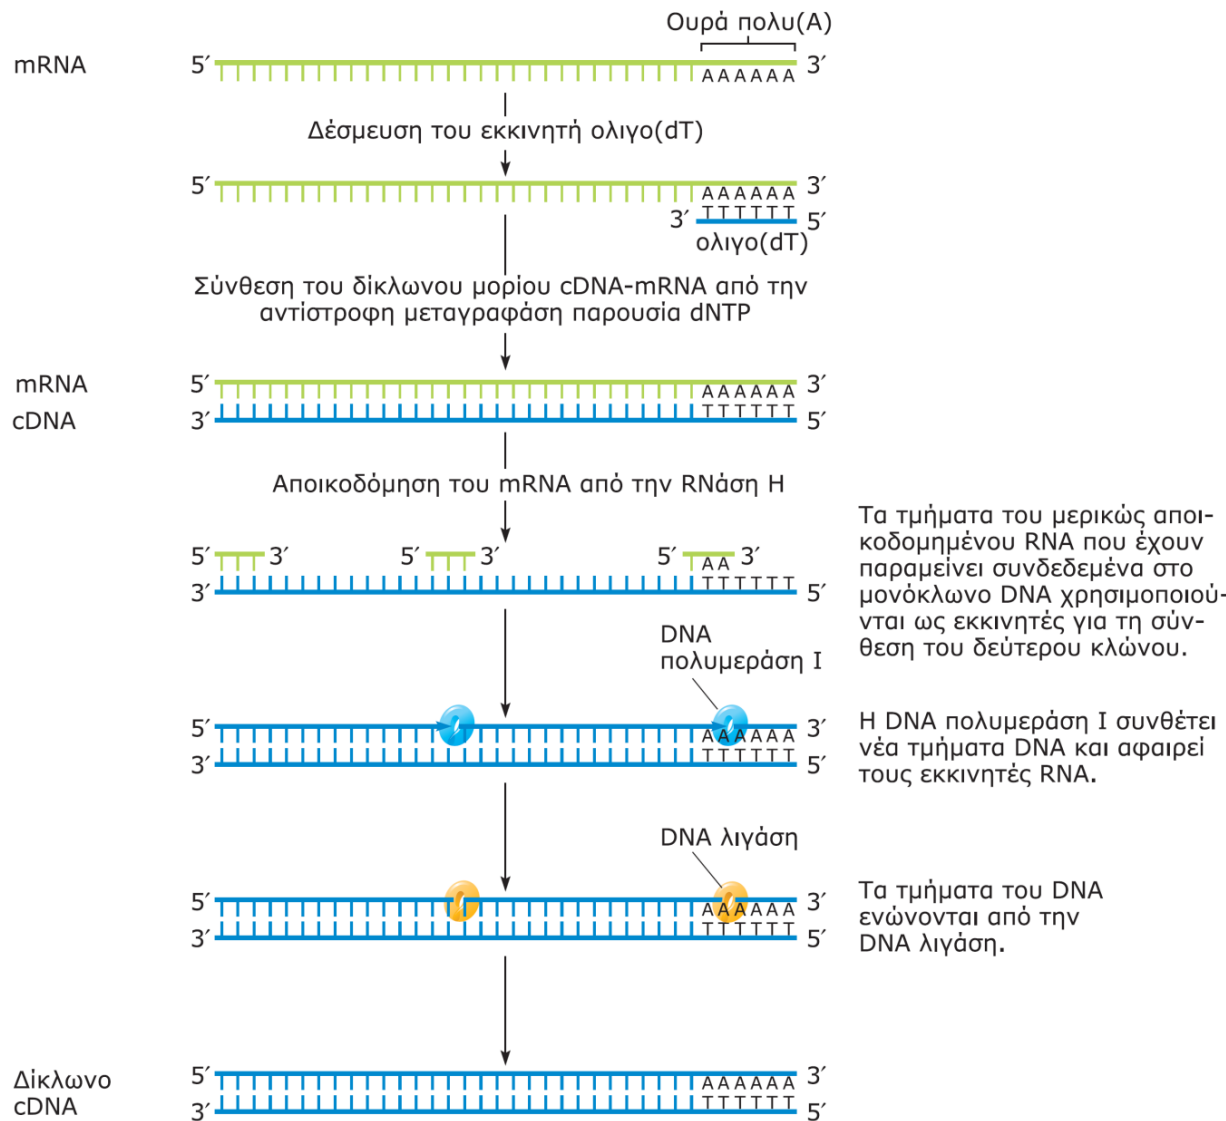 Ουρά πολυ(A)
mRNA 5′ AAAAAA 3′
Δέσμευση του εκκινητή ολιγο(dT)
5′ AAAAAA 3′
3′ TTTTTT 5′
ολιγο(dT)
Σύνθεση του δίκλωνου μορίου cDNA-mRNA από την
αντίστροφη μεταγραφάση παρουσία dNTP
mRNA 5′ AAAAAA 3′
cDNA 3′ TTTTTT 5′
Αποικοδόμηση του mRNA από την RNάση H
5′ 3′ 5′ 3′ 5′ AA 3′
3′ TTTTTT 5′
Τα τμήματα του μερικώς αποι-
κοδομημένου RNA που έχουν
παραμείνει συνδεδεμένα στο
μονόκλωνο DNA χρησιμοποιού-
νται ως εκκινητές για τη σύν-
θεση του δεύτερου κλώνου.
DNA
πολυμεράση I
5′ AAAAAA 3′
3′ TTTTTT 5′
Η DNA πολυμεράση I συνθέτει
νέα τμήματα DNA και αφαιρεί
τους εκκινητές RNA.
DNA λιγάση
5′ AAAAAA 3′
3′ TTTTTT 5′
Τα τμήματα του DNA
ενώνονται από την
DNA λιγάση.
Δίκλωνο
cDNA
5′ AAAAAA 3′
3′ TTTTTT 5′